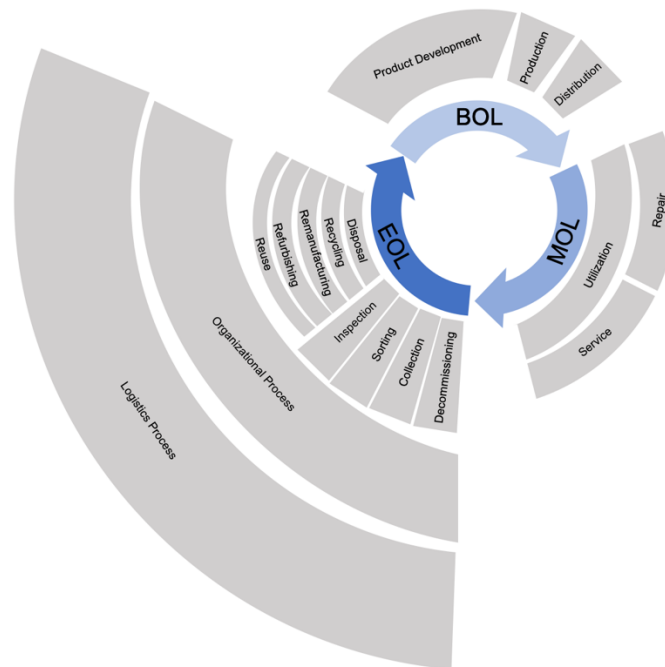 Product Development
Production
Distribution
BOL
MOL
EOL
Utilization
Repair
Service
Disposal
Recycling
Remanufacturing
Refurbishing
Reuse
Inspection
Sorting
Collection
Decommissioning
Organizational Process
Logistics Process